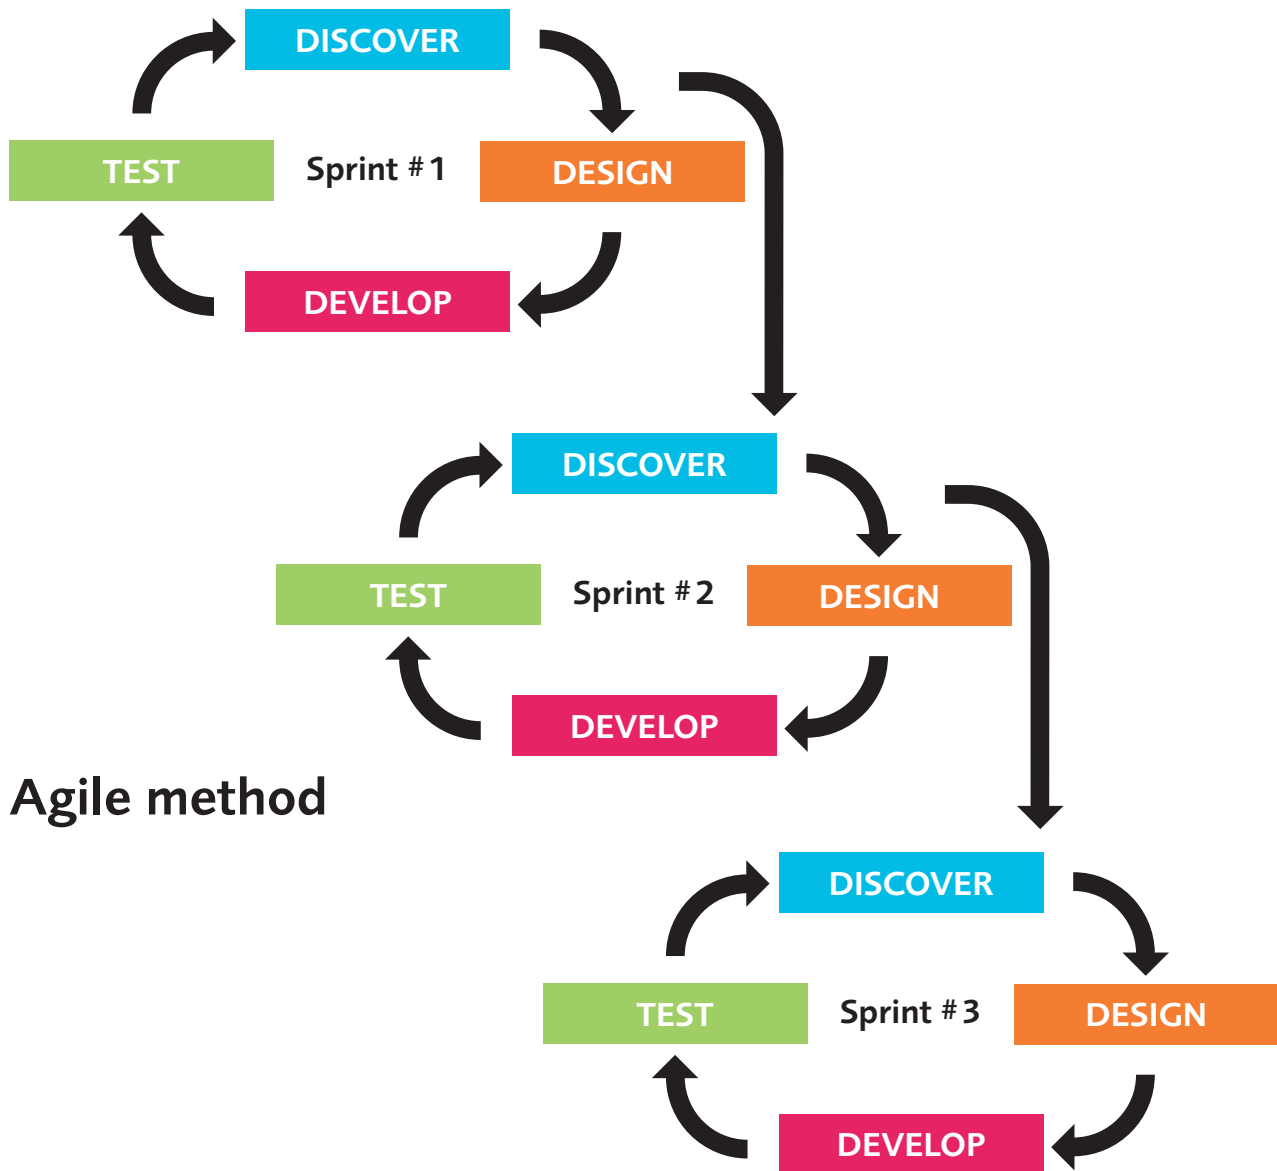 DISCOVER
TEST
Sprint #1
DESIGN
DEVELOP
DISCOVER
TEST
Sprint #2
DESIGN
DEVELOP
Agile method
DISCOVER
TEST
Sprint #3
DESIGN
DEVELOP